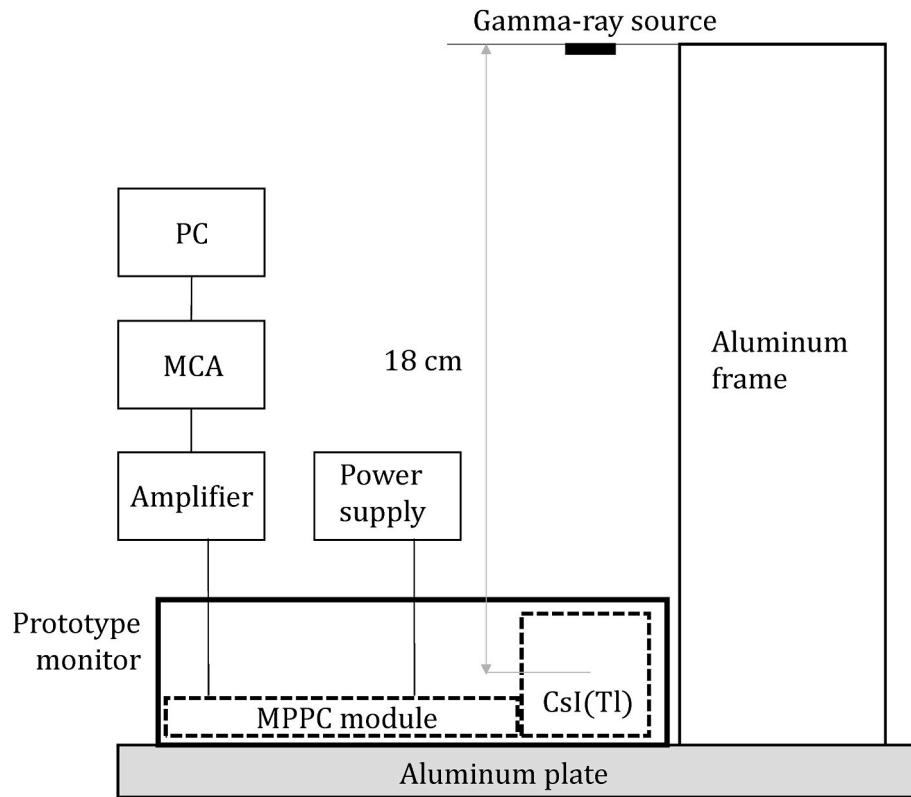 Gamma-ray source
PC
MCA
18 cm
Aluminum
frame
Amplifier
Power
supply
Prototype
monitor
CsI(Tl)
MPPC module
Aluminum plate